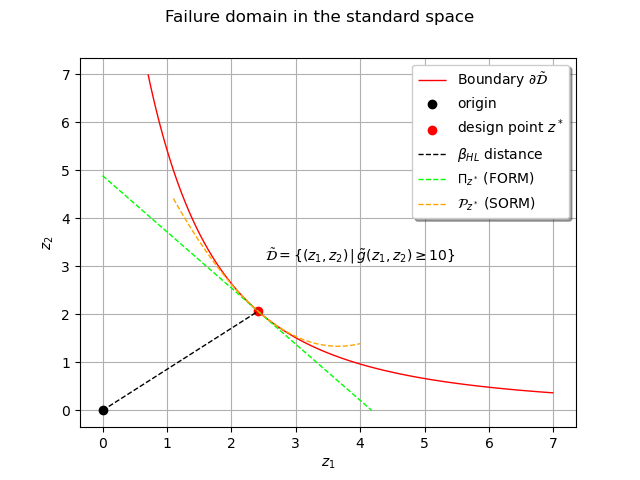 Failure domain in the standard space
7
6
5
4
3
2
1
0
z₂
0 1 2 3 4 5 6 7
z₁
Boundary ∂𝒟̃
origin
design point z*
β_HL distance
Π_z* (FORM)
𝒫_z* (SORM)
𝒟̃ = {(z₁, z₂) | g̃(z₁, z₂) ≥ 10}